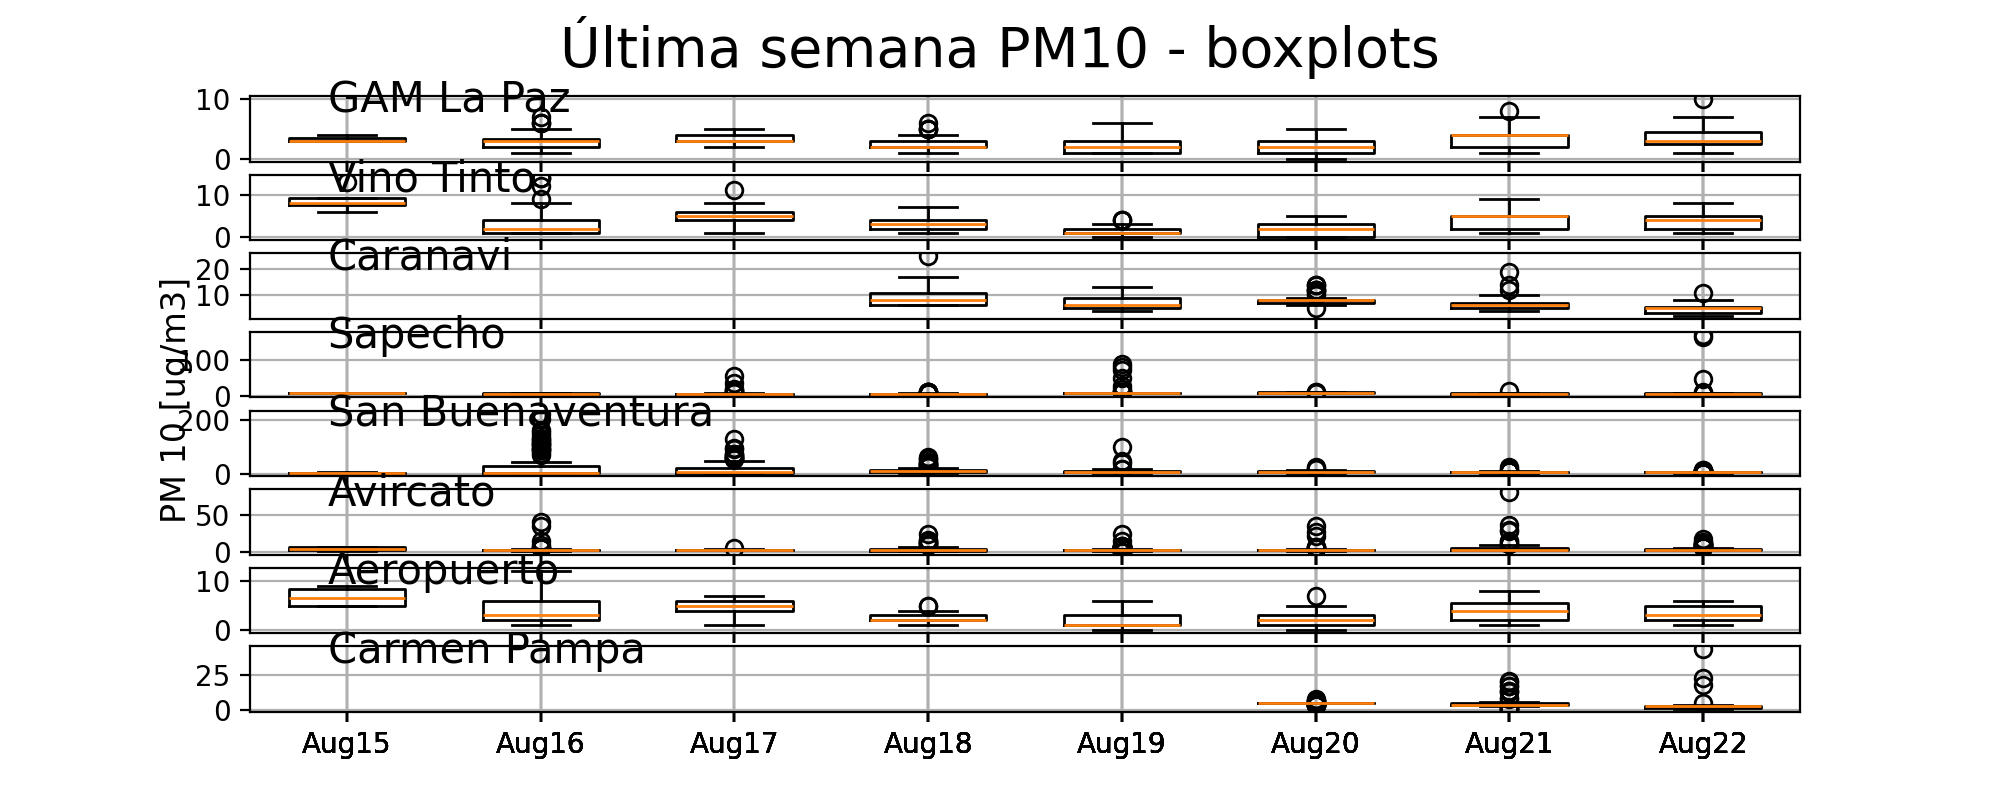 Última semana PM10 - boxplots
GAM La Paz
10
0
Vino Tinto
10
0
Caranavi
20
10
Sapecho
100
0
San Buenaventura
200
0
Avircato
50
0
Aeropuerto
10
0
Carmen Pampa
25
0
PM 10 [ug/m3]
Aug15 Aug16 Aug17 Aug18 Aug19 Aug20 Aug21 Aug22